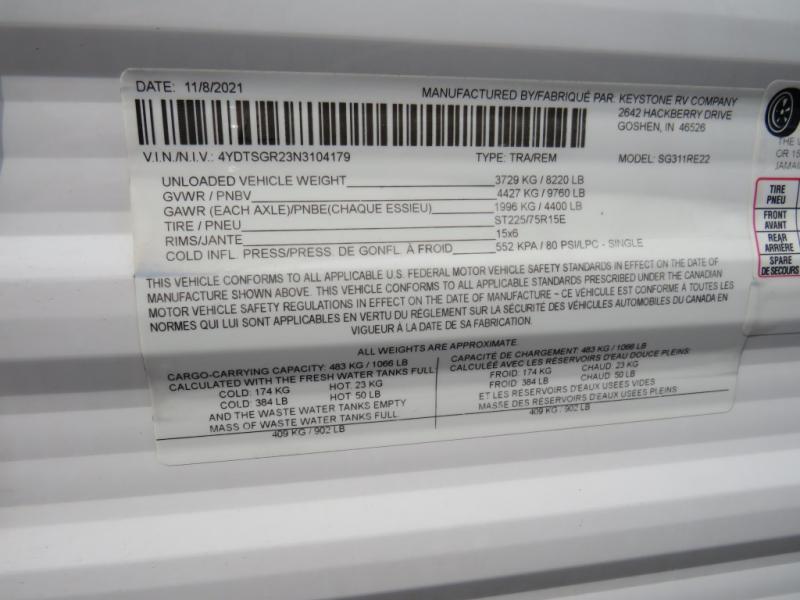 DATE: 11/8/2021
MANUFACTURED BY/FABRIQUÉ PAR. KEYSTONE RV COMPANY
2642 HACKBERRY DRIVE
GOSHEN, IN 46526
V.I.N./N.I.V.: 4YDTSGR23N3104179 TYPE: TRA/REM MODEL: SG311RE22
UNLOADED VEHICLE WEIGHT 3729 KG / 8220 LB
GVWR / PNBV 4427 KG / 9760 LB
GAWR (EACH AXLE)/PNBE(CHAQUE ESSIEU) 1996 KG / 4400 LB
TIRE / PNEU ST225/75R15E
RIMS/JANTE 15x6
COLD INFL. PRESS/PRESS. DE GONFL. À FROID 552 KPA / 80 PSI/LPC - SINGLE
THIS VEHICLE CONFORMS TO ALL APPLICABLE U.S. FEDERAL MOTOR VEHICLE SAFETY STANDARDS IN EFFECT ON THE DATE OF
MANUFACTURE SHOWN ABOVE. THIS VEHICLE CONFORMS TO ALL APPLICABLE STANDARDS PRESCRIBED UNDER THE CANADIAN
MOTOR VEHICLE SAFETY REGULATIONS IN EFFECT ON THE DATE OF MANUFACTURE ~ CE VÉHICULE EST CONFORME À TOUTES LES
NORMES QUI LUI SONT APPLICABLES EN VERTU DU RÈGLEMENT SUR LA SÉCURITÉ DES VÉHICULES AUTOMOBILES DU CANADA EN
VIGUEUR À LA DATE DE SA FABRICATION.
ALL WEIGHTS ARE APPROXIMATE.
CARGO-CARRYING CAPACITY: 483 KG / 1066 LB
CALCULATED WITH THE FRESH WATER TANKS FULL
COLD: 174 KG HOT: 23 KG
COLD: 384 LB HOT: 50 LB
AND THE WASTE WATER TANKS EMPTY
MASS OF WASTE WATER TANKS FULL
409 KG / 902 LB
CAPACITÉ DE CHARGEMENT: 483 KG / 1066 LB
CALCULÉE AVEC LES RÉSERVOIRS D'EAU DOUCE PLEINS:
FROID: 174 KG CHAUD: 23 KG
FROID: 384 LB CHAUD: 50 LB
ET LES RÉSERVOIRS D'EAUX USÉES VIDES
MASSE DES RÉSERVOIRS D'EAUX USÉES PLEINS
409 KG / 902 LB
THE V
OR 15
JAMAI
TIRE
PNEU
FRONT
AVANT
REAR
ARRIÈRE
SPARE
DE SECOURS